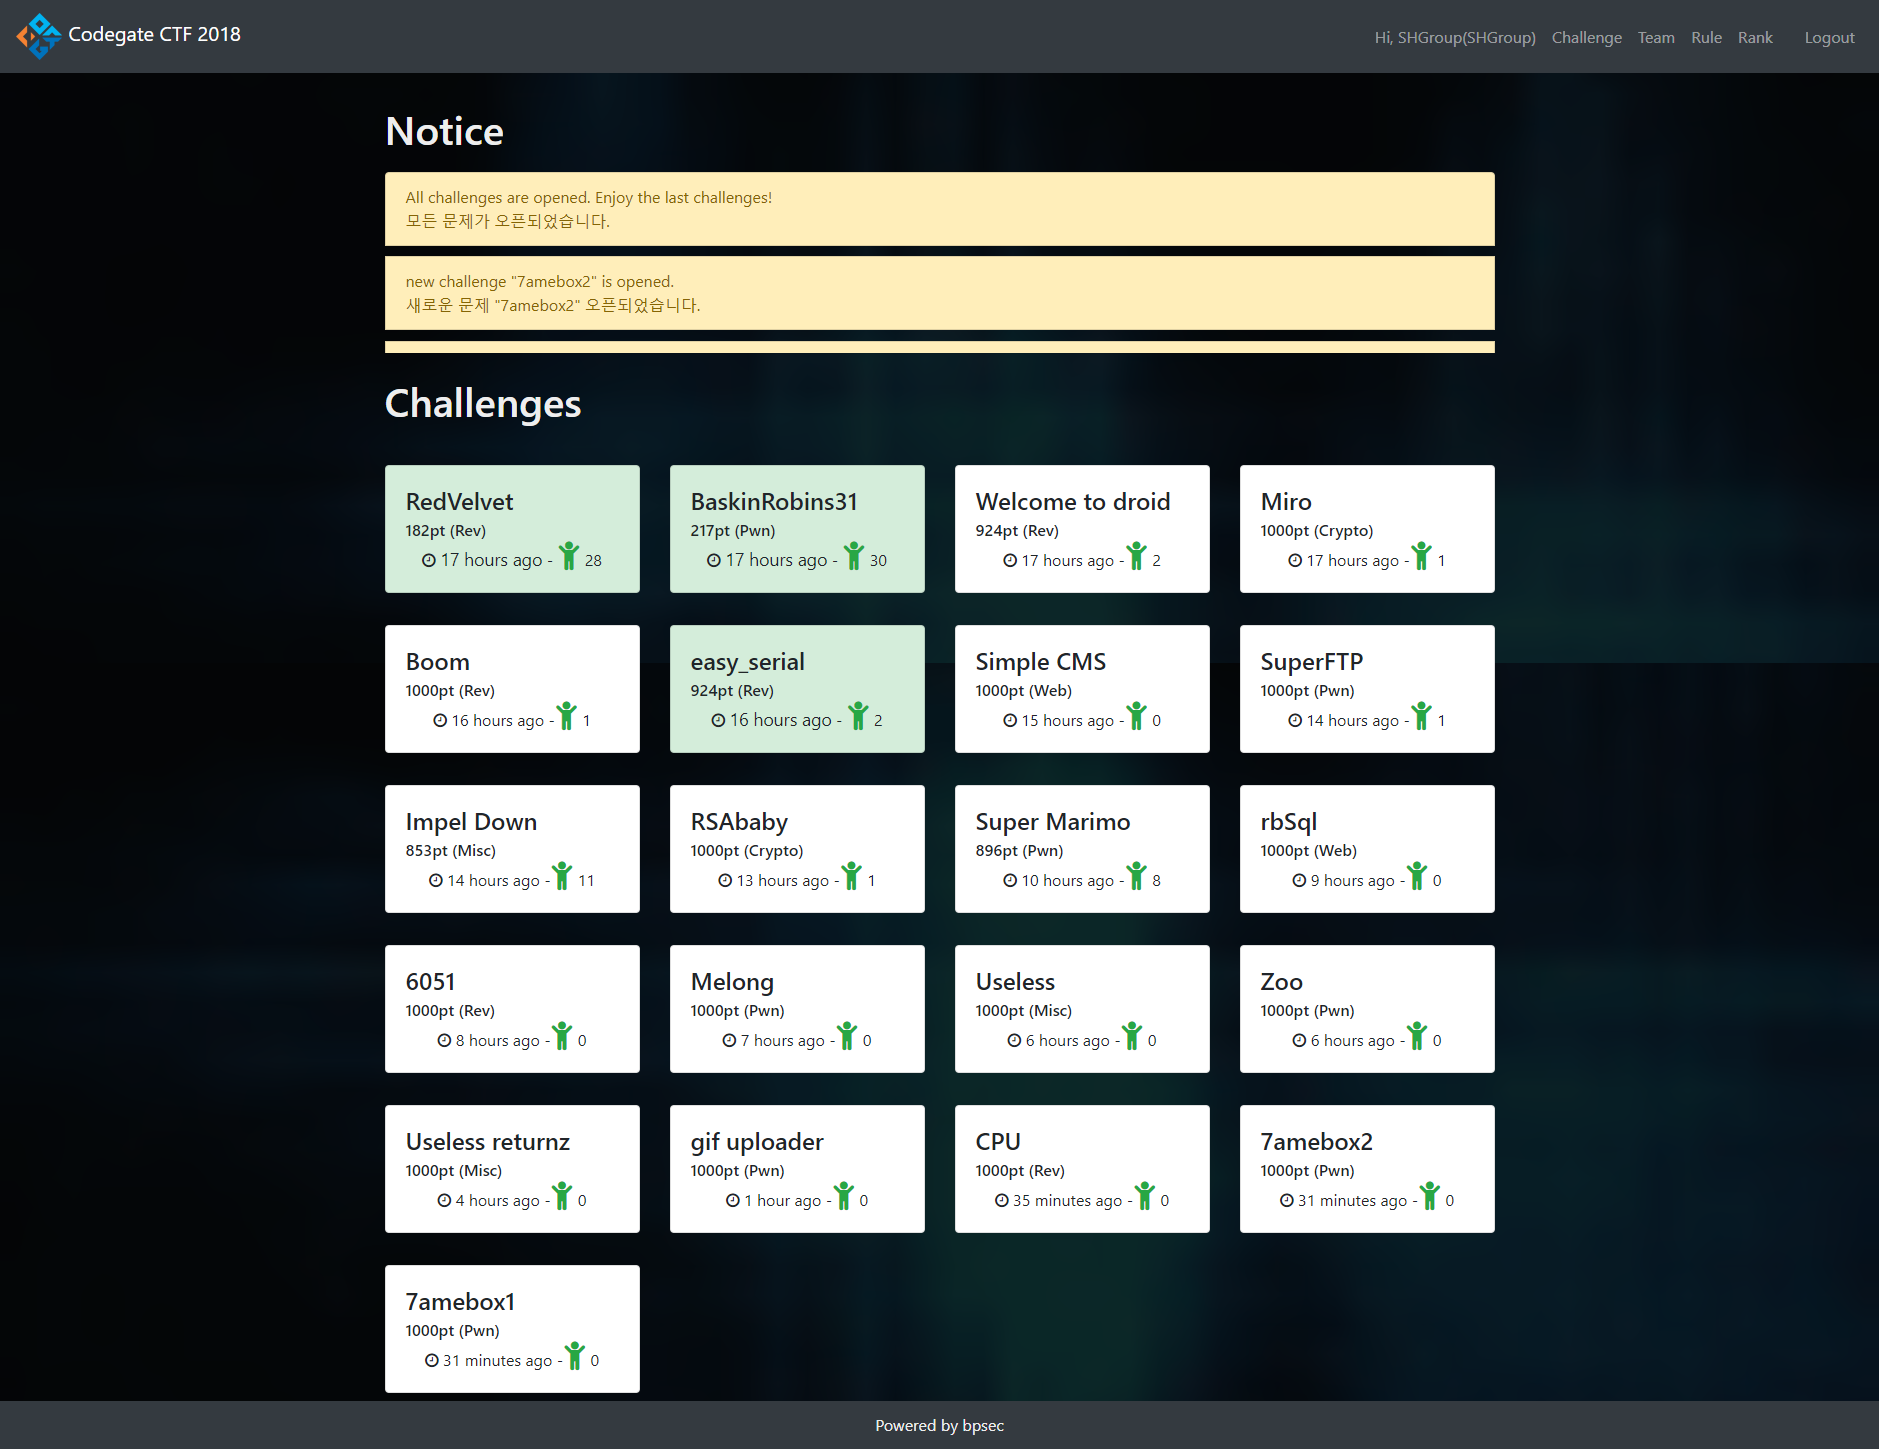 Codegate CTF 2018
Hi, SHGroup(SHGroup) Challenge Team Rule Rank Logout
Notice
All challenges are opened. Enjoy the last challenges!
모든 문제가 오픈되었습니다.
new challenge "7amebox2" is opened.
새로운 문제 "7amebox2" 오픈되었습니다.
Challenges
RedVelvet
182pt (Rev)
17 hours ago - 28
BaskinRobins31
217pt (Pwn)
17 hours ago - 30
Welcome to droid
924pt (Rev)
17 hours ago - 2
Miro
1000pt (Crypto)
17 hours ago - 1
Boom
1000pt (Rev)
16 hours ago - 1
easy_serial
924pt (Rev)
16 hours ago - 2
Simple CMS
1000pt (Web)
15 hours ago - 0
SuperFTP
1000pt (Pwn)
14 hours ago - 1
Impel Down
853pt (Misc)
14 hours ago - 11
RSAbaby
1000pt (Crypto)
13 hours ago - 1
Super Marimo
896pt (Pwn)
10 hours ago - 8
rbSql
1000pt (Web)
9 hours ago - 0
6051
1000pt (Rev)
8 hours ago - 0
Melong
1000pt (Pwn)
7 hours ago - 0
Useless
1000pt (Misc)
6 hours ago - 0
Zoo
1000pt (Pwn)
6 hours ago - 0
Useless returnz
1000pt (Misc)
4 hours ago - 0
gif uploader
1000pt (Pwn)
1 hour ago - 0
CPU
1000pt (Rev)
35 minutes ago - 0
7amebox2
1000pt (Pwn)
31 minutes ago - 0
7amebox1
1000pt (Pwn)
31 minutes ago - 0
Powered by bpsec